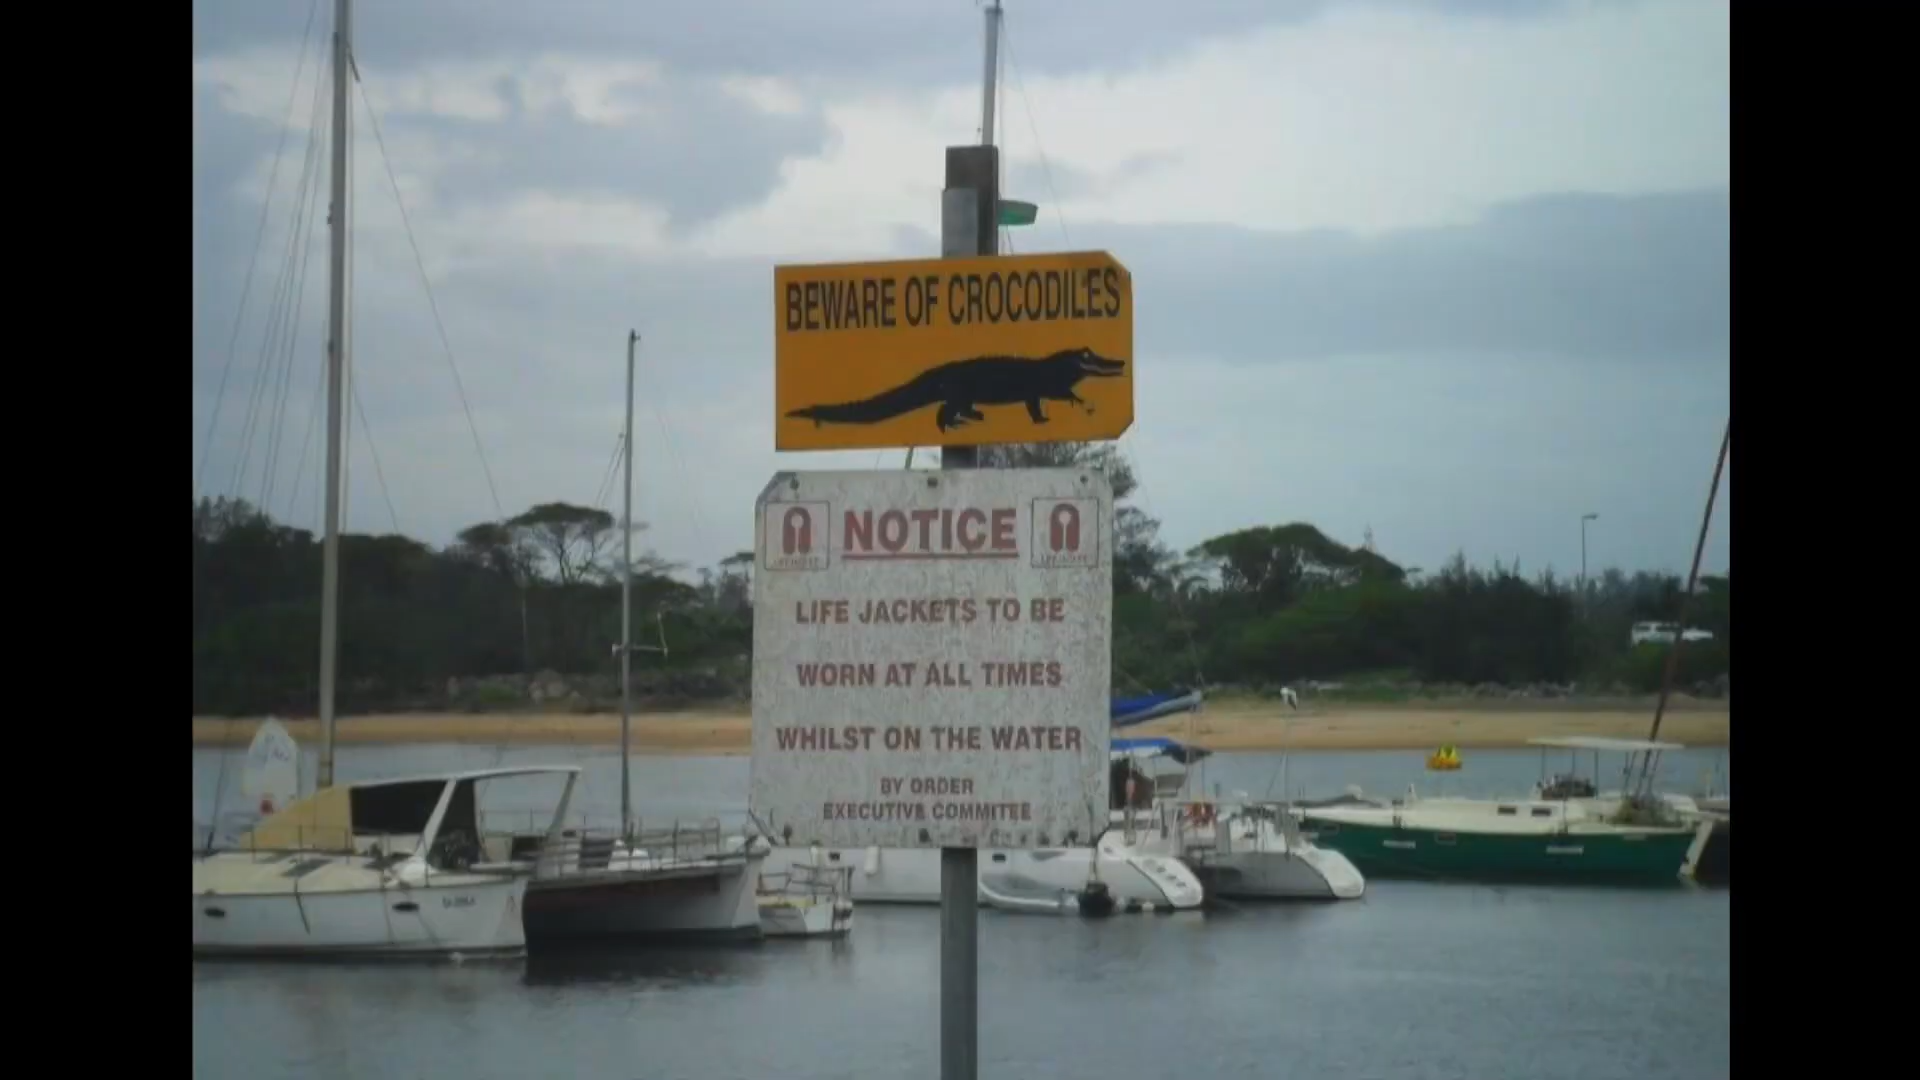 BEWARE OF CROCODILES
NOTICE
LIFE JACKETS TO BE
WORN AT ALL TIMES
WHILST ON THE WATER
BY ORDER
EXECUTIVE COMMITEE